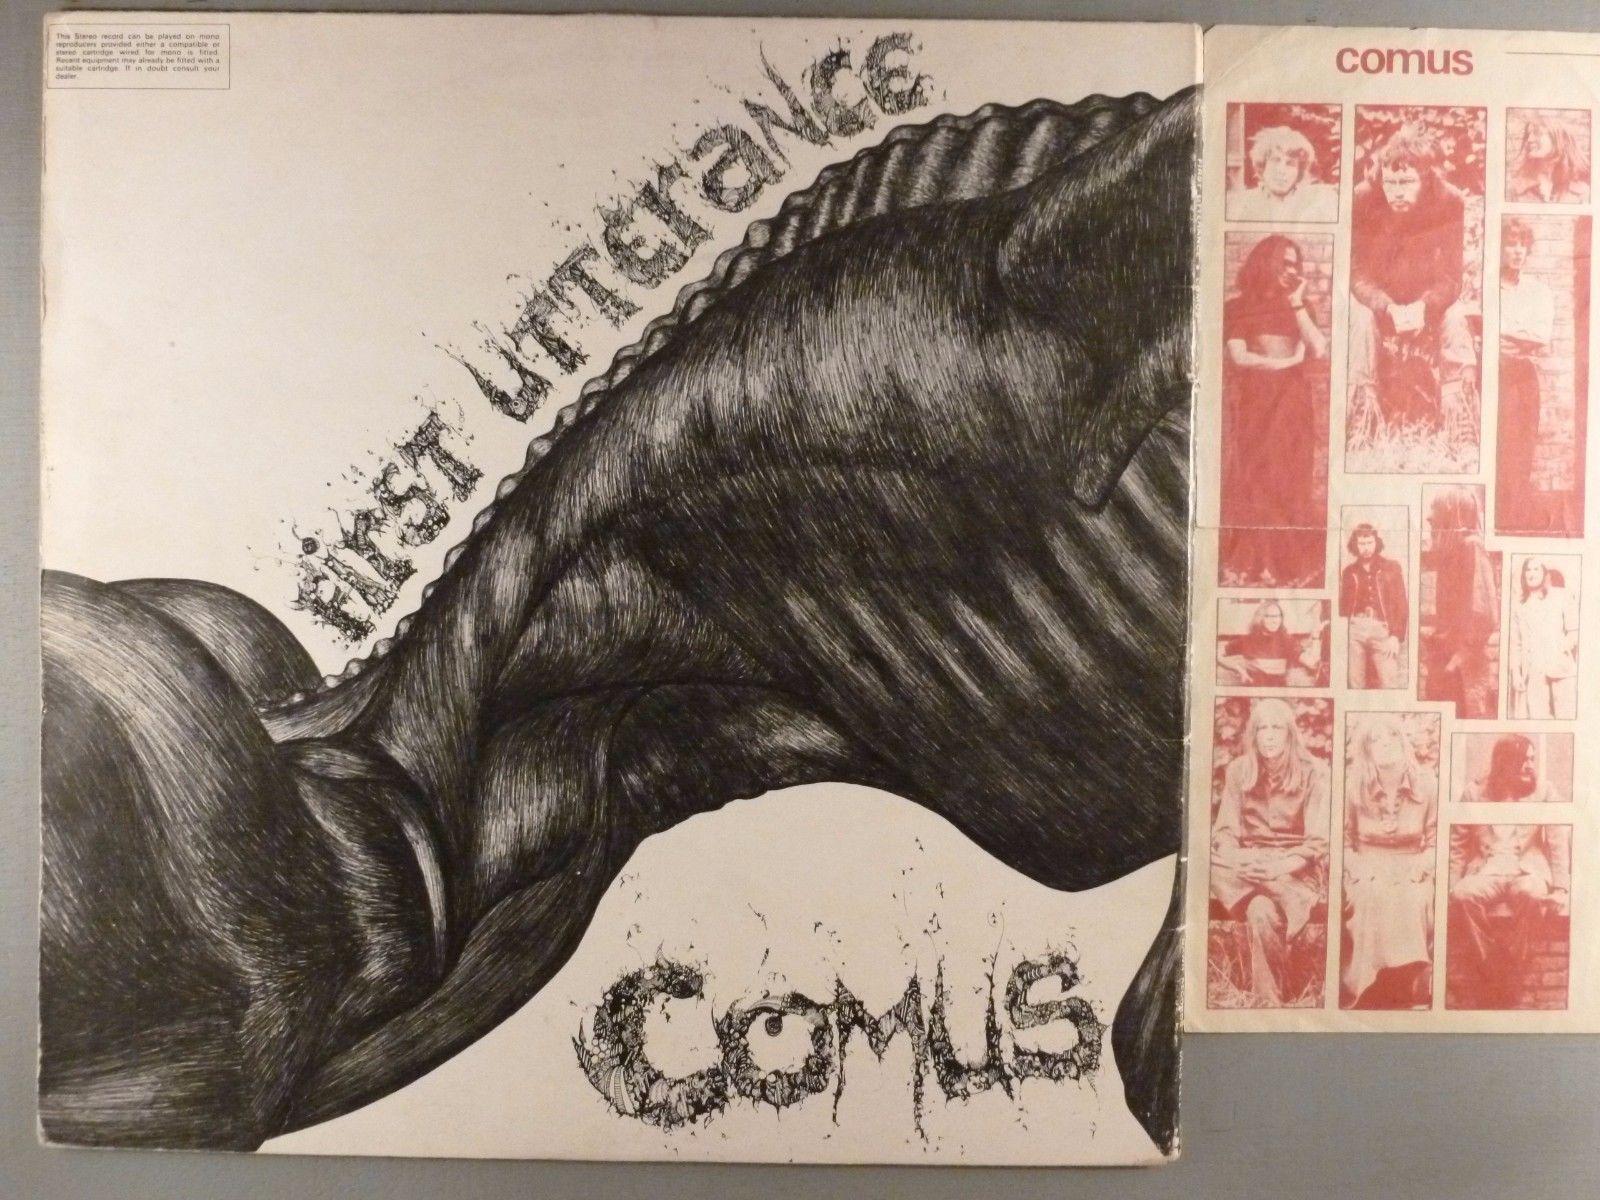 This Stereo record can be played on mono
reproducers provided either a compatible or
stereo cartridge wired for mono is fitted.
Recent equipment may already be fitted with a
suitable cartridge. If in doubt consult your
dealer.
comus
First Utterance
Comus